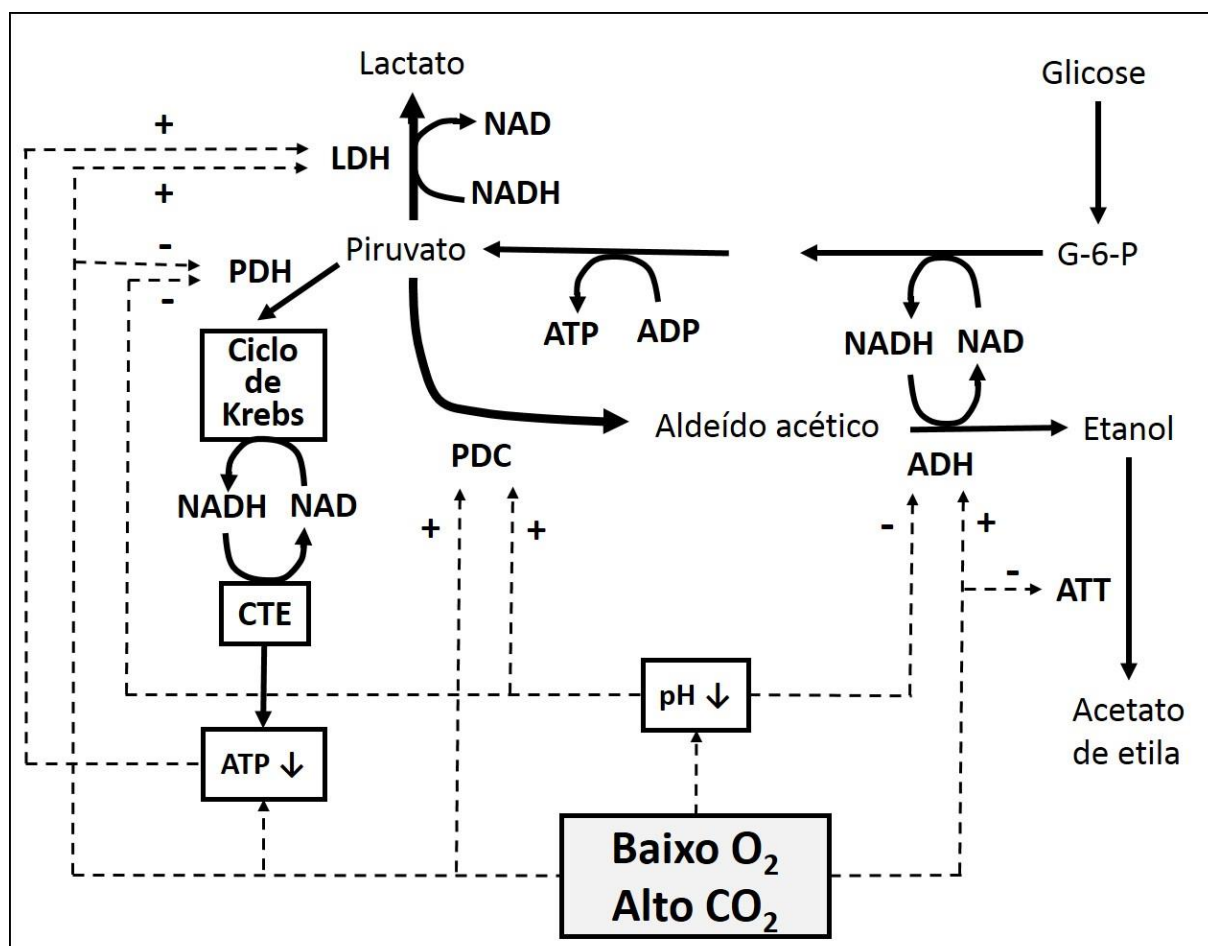 Lactato
Glicose
+
NAD
LDH
+
NADH
-
Piruvato
G-6-P
PDH
-
ATP
ADP
NADH
NAD
Ciclo
de
Krebs
Aldeído acético
Etanol
PDC
ADH
NADH
NAD
+
+
-
+
-
ATT
CTE
pH ↓
Acetato
de etila
ATP ↓
Baixo O₂
Alto CO₂